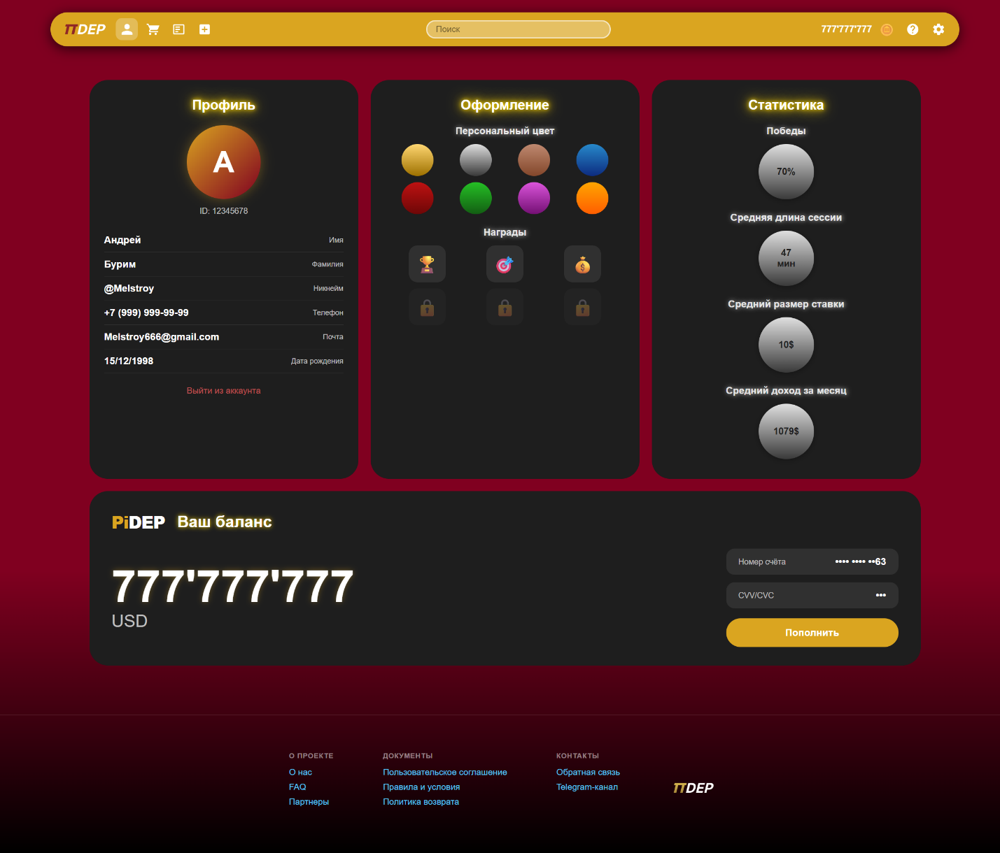 ПDEP
Поиск
777'777'777
Профиль
A
ID: 12345678
Андрей Имя
Бурим Фамилия
@Melstroy Никнейм
+7 (999) 999-99-99 Телефон
Melstroy666@gmail.com Почта
15/12/1998 Дата рождения
Выйти из аккаунта
Оформление
Персональный цвет
Награды
Статистика
Победы
70%
Средняя длина сессии
47
мин
Средний размер ставки
10$
Средний доход за месяц
1079$
PiDEP Ваш баланс
777'777'777
USD
Номер счёта •••• •••• ••63
CVV/CVC •••
Пополнить
О ПРОЕКТЕ
О нас
FAQ
Партнеры
ДОКУМЕНТЫ
Пользовательское соглашение
Правила и условия
Политика возврата
КОНТАКТЫ
Обратная связь
Telegram-канал
ПDEP